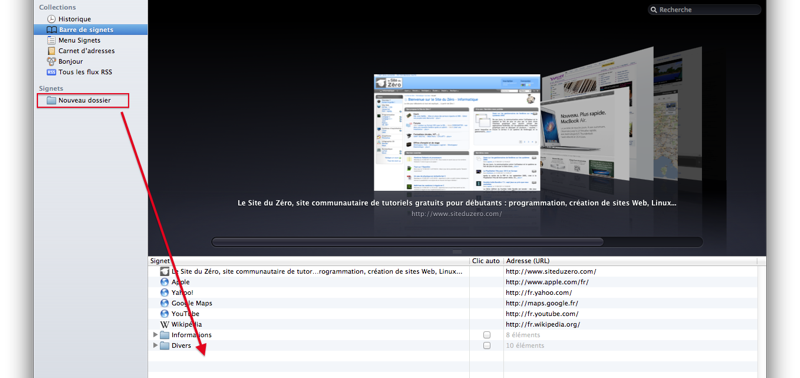 Collections
Historique
Barre de signets
Menu Signets
Carnet d'adresses
Bonjour
RSS Tous les flux RSS
Signets
Nouveau dossier
Recherche
Le Site du Zéro, site communautaire de tutoriels gratuits pour débutants : programmation, création de sites Web, Linux...
http://www.siteduzero.com/
Signet Clic auto Adresse (URL)
Le Site du Zéro, site communautaire de tutor...rogrammation, création de sites Web, Linux... http://www.siteduzero.com/
Apple http://www.apple.com/fr/
Yahoo! http://fr.yahoo.com/
Google Maps http://maps.google.fr/
YouTube http://fr.youtube.com/
W Wikipédia http://fr.wikipedia.org/
Informations 8 éléments
Divers 10 éléments